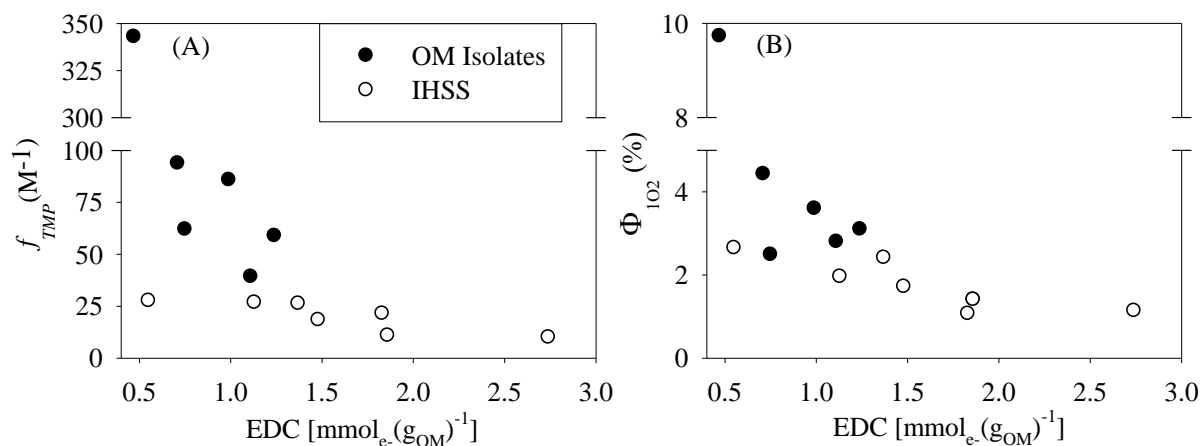 (A)
OM Isolates
IHSS
350
325
300
100
75
50
25
0
f_TMP (M^-1)
0.5 1.0 1.5 2.0 2.5 3.0
EDC [mmol_e-(g_OM)^-1]
(B)
10
8
4
2
0
Φ_1O2 (%)
0.5 1.0 1.5 2.0 2.5 3.0
EDC [mmol_e-(g_OM)^-1]